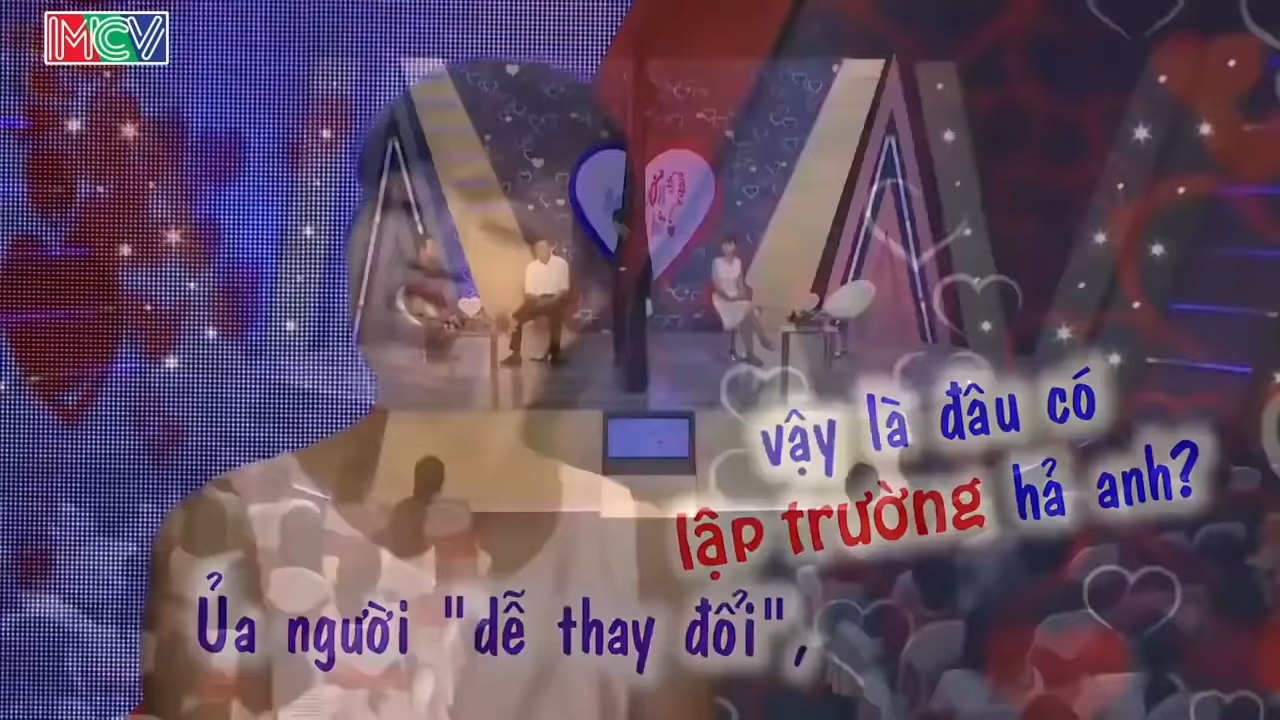 MCV
Ủa người "dễ thay đổi",
vậy là đâu có
lập trường hả anh?